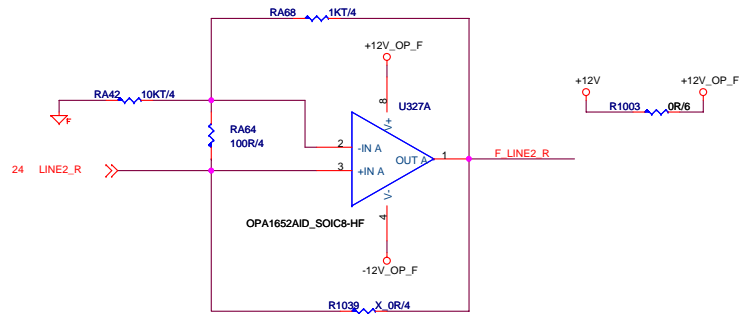 RA68 1KT/4
+12V_OP_F
+12V +12V_OP_F
RA42 10KT/4
8 U327A
R1003 0R/6
V+
F
RA64
100R/4
2 -IN A
OUT A 1 F_LINE2_R
24 LINE2_R
3 +IN A
V-
4
OPA1652AID_SOIC8-HF
-12V_OP_F
R1039 X_0R/4